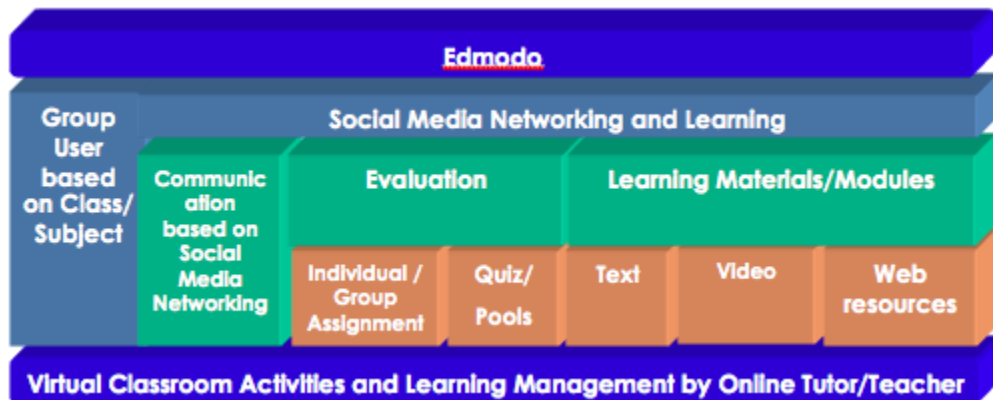 Edmodo
Group
User
based
on Class/
Subject
Social Media Networking and Learning
Communic
ation
based on
Social
Media
Networking
Evaluation
Learning Materials/Modules
Individual /
Group
Assignment
Quiz/
Pools
Text
Video
Web
resources
Virtual Classroom Activities and Learning Management by Online Tutor/Teacher